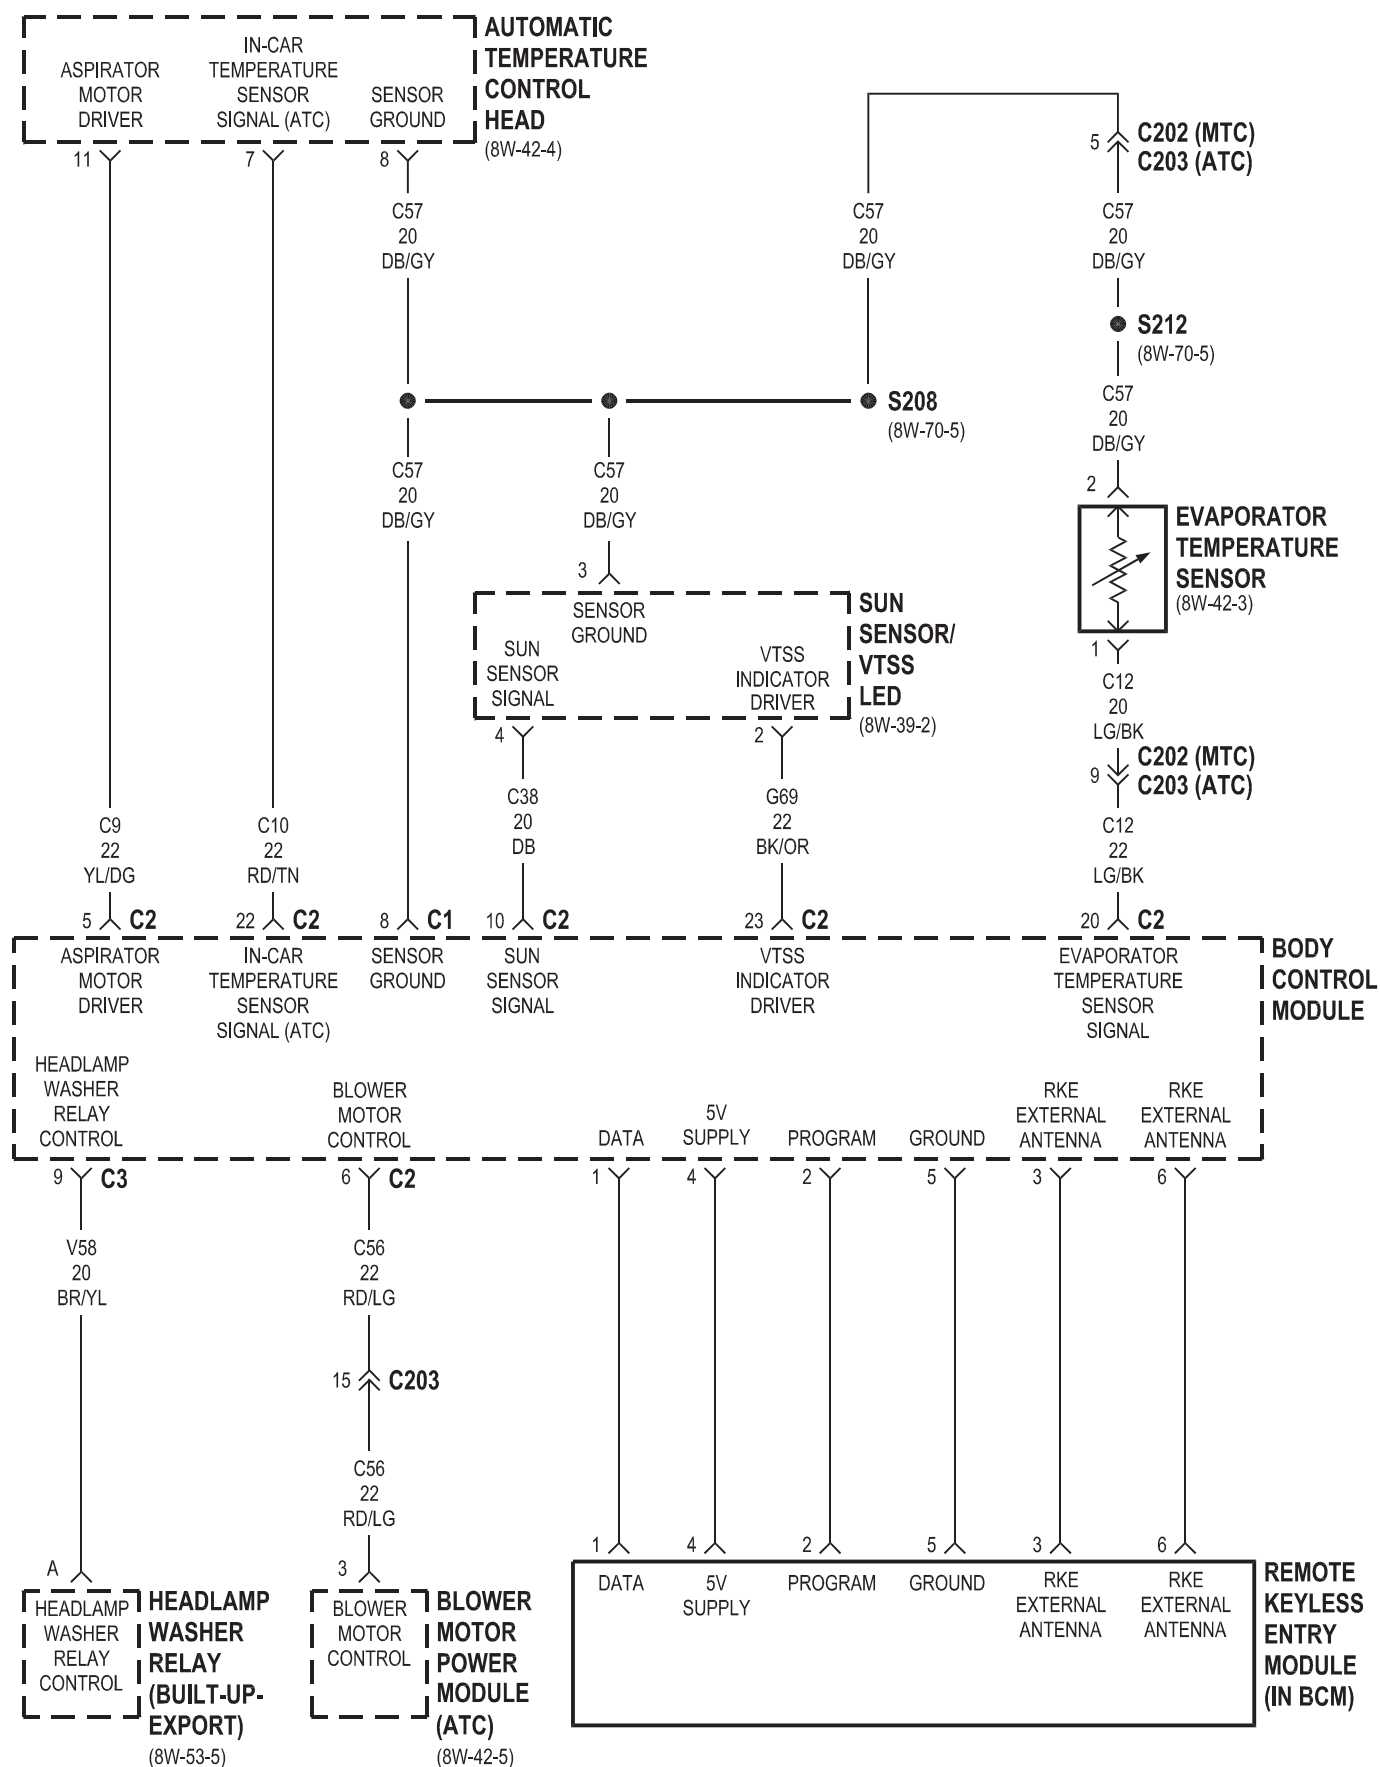 AUTOMATIC
TEMPERATURE
CONTROL
HEAD
(8W-42-4)
ASPIRATOR
MOTOR
DRIVER
IN-CAR
TEMPERATURE
SENSOR
SIGNAL (ATC)
SENSOR
GROUND
11
7
8
C57
20
DB/GY
C57
20
DB/GY
5
C202 (MTC)
C203 (ATC)
C57
20
DB/GY
S212
(8W-70-5)
C57
20
DB/GY
S208
(8W-70-5)
C57
20
DB/GY
C57
20
DB/GY
2
EVAPORATOR
TEMPERATURE
SENSOR
(8W-42-3)
3
SENSOR
GROUND
SUN
SENSOR
SIGNAL
VTSS
INDICATOR
DRIVER
SUN
SENSOR/
VTSS
LED
(8W-39-2)
1
C12
20
LG/BK
4
2
9
C202 (MTC)
C203 (ATC)
C9
22
YL/DG
C10
22
RD/TN
C38
20
DB
G69
22
BK/OR
C12
22
LG/BK
5 C2
22 C2
8 C1
10 C2
23 C2
20 C2
BODY
CONTROL
MODULE
ASPIRATOR
MOTOR
DRIVER
IN-CAR
TEMPERATURE
SENSOR
SIGNAL (ATC)
SENSOR
GROUND
SUN
SENSOR
SIGNAL
VTSS
INDICATOR
DRIVER
EVAPORATOR
TEMPERATURE
SENSOR
SIGNAL
HEADLAMP
WASHER
RELAY
CONTROL
BLOWER
MOTOR
CONTROL
DATA
5V
SUPPLY
PROGRAM
GROUND
RKE
EXTERNAL
ANTENNA
RKE
EXTERNAL
ANTENNA
9 C3
6 C2
1
4
2
5
3
6
V58
20
BR/YL
C56
22
RD/LG
15 C203
C56
22
RD/LG
A
3
1
4
2
5
3
6
HEADLAMP
WASHER
RELAY
CONTROL
HEADLAMP
WASHER
RELAY
(BUILT-UP-
EXPORT)
(8W-53-5)
BLOWER
MOTOR
CONTROL
BLOWER
MOTOR
POWER
MODULE
(ATC)
(8W-42-5)
DATA
5V
SUPPLY
PROGRAM
GROUND
RKE
EXTERNAL
ANTENNA
RKE
EXTERNAL
ANTENNA
REMOTE
KEYLESS
ENTRY
MODULE
(IN BCM)